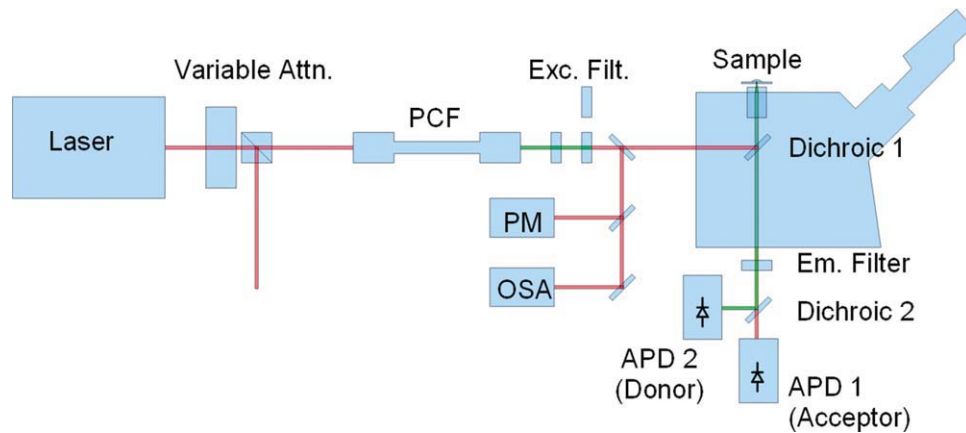 Variable Attn.
Exc. Filt.
Sample
Laser
PCF
Dichroic 1
PM
OSA
Em. Filter
Dichroic 2
APD 2
(Donor)
APD 1
(Acceptor)